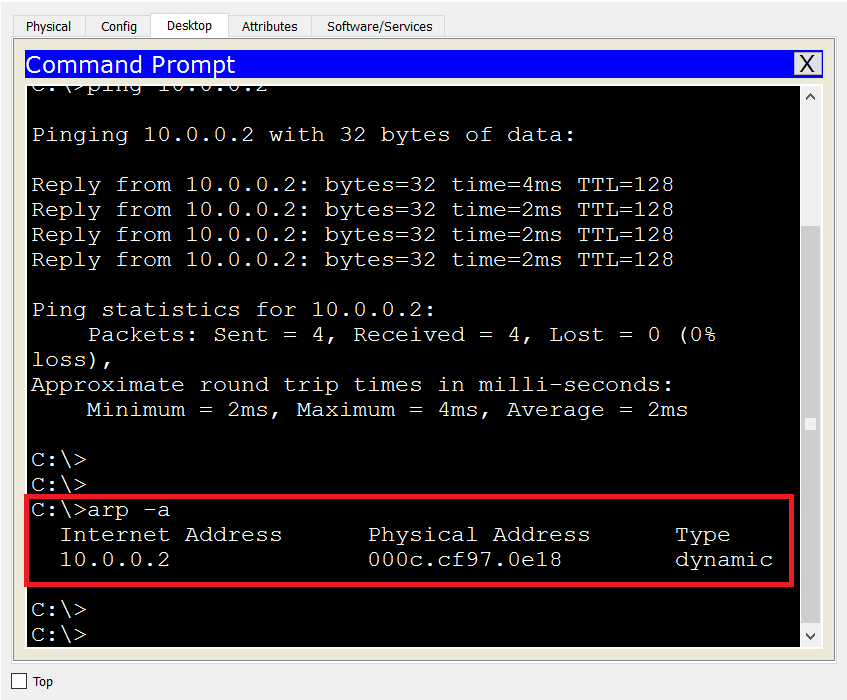 Physical Config Desktop Attributes Software/Services
Command Prompt X
C:\>ping 10.0.0.2
Pinging 10.0.0.2 with 32 bytes of data:
Reply from 10.0.0.2: bytes=32 time=4ms TTL=128
Reply from 10.0.0.2: bytes=32 time=2ms TTL=128
Reply from 10.0.0.2: bytes=32 time=2ms TTL=128
Reply from 10.0.0.2: bytes=32 time=2ms TTL=128
Ping statistics for 10.0.0.2:
Packets: Sent = 4, Received = 4, Lost = 0 (0%
loss),
Approximate round trip times in milli-seconds:
Minimum = 2ms, Maximum = 4ms, Average = 2ms
C:\>
C:\>
C:\>arp -a
Internet Address Physical Address Type
10.0.0.2 000c.cf97.0e18 dynamic
C:\>
C:\>
Top